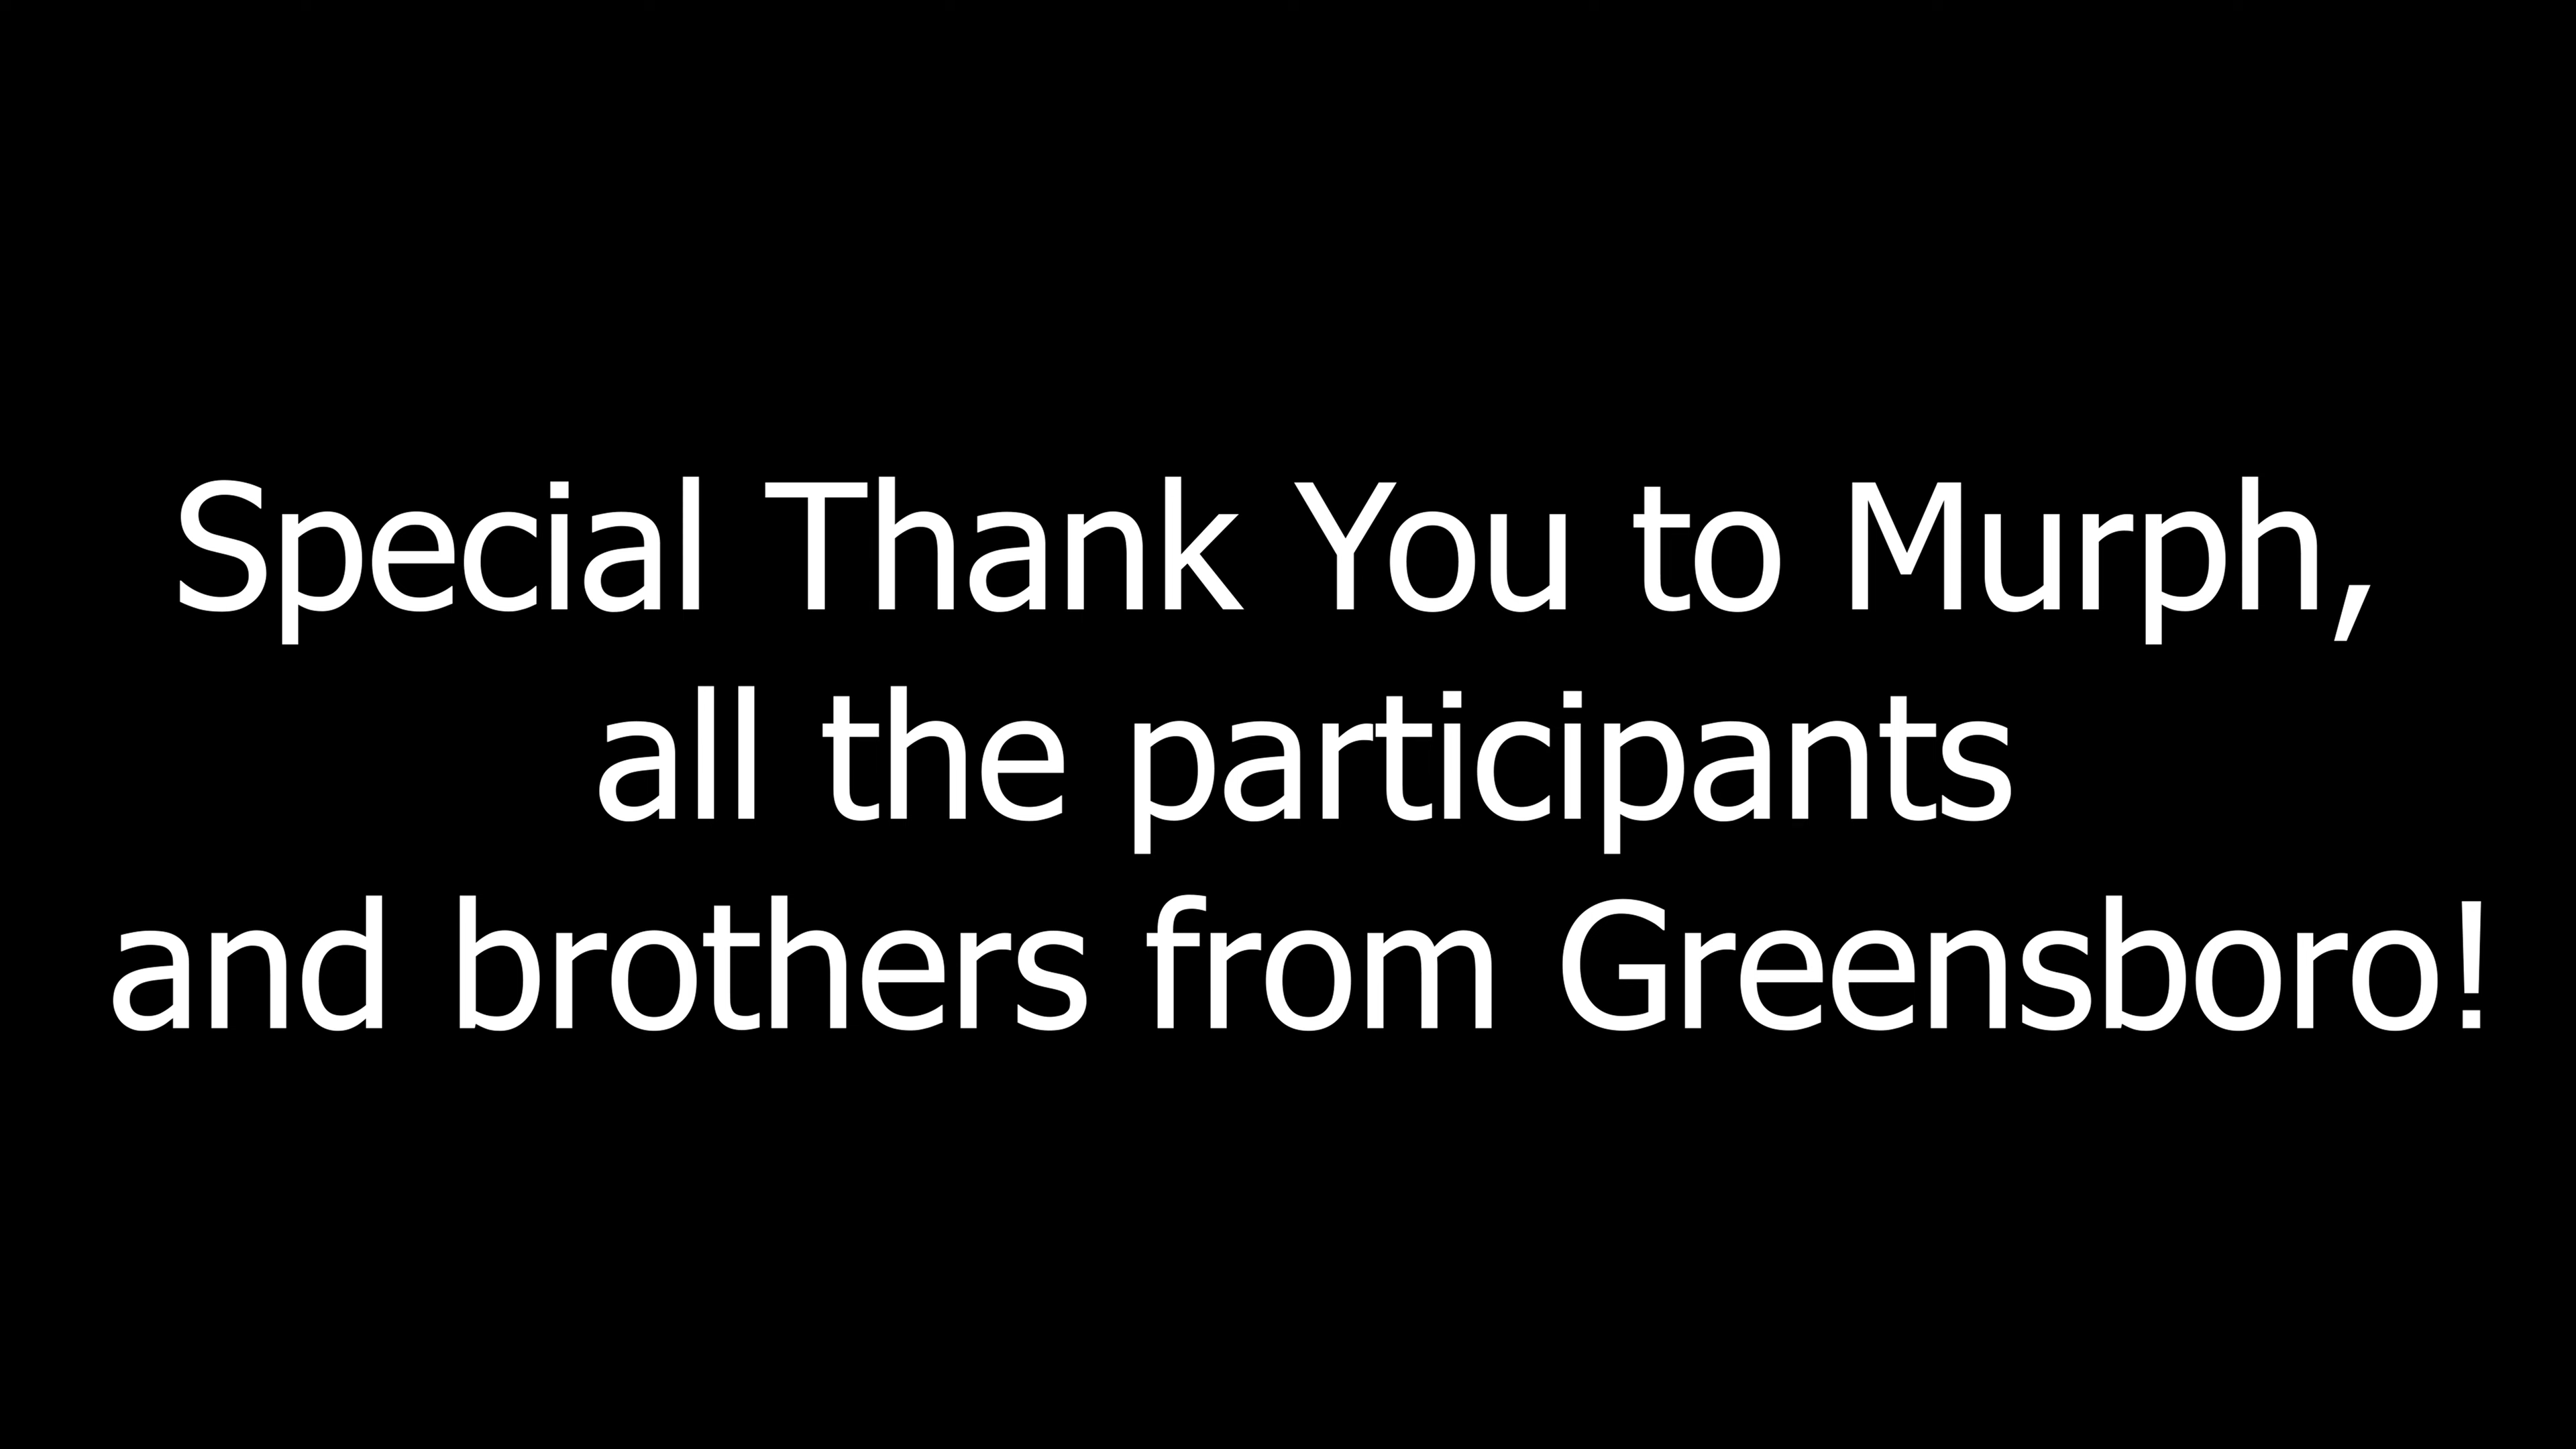 Special Thank You to Murph,
all the participants
and brothers from Greensboro!